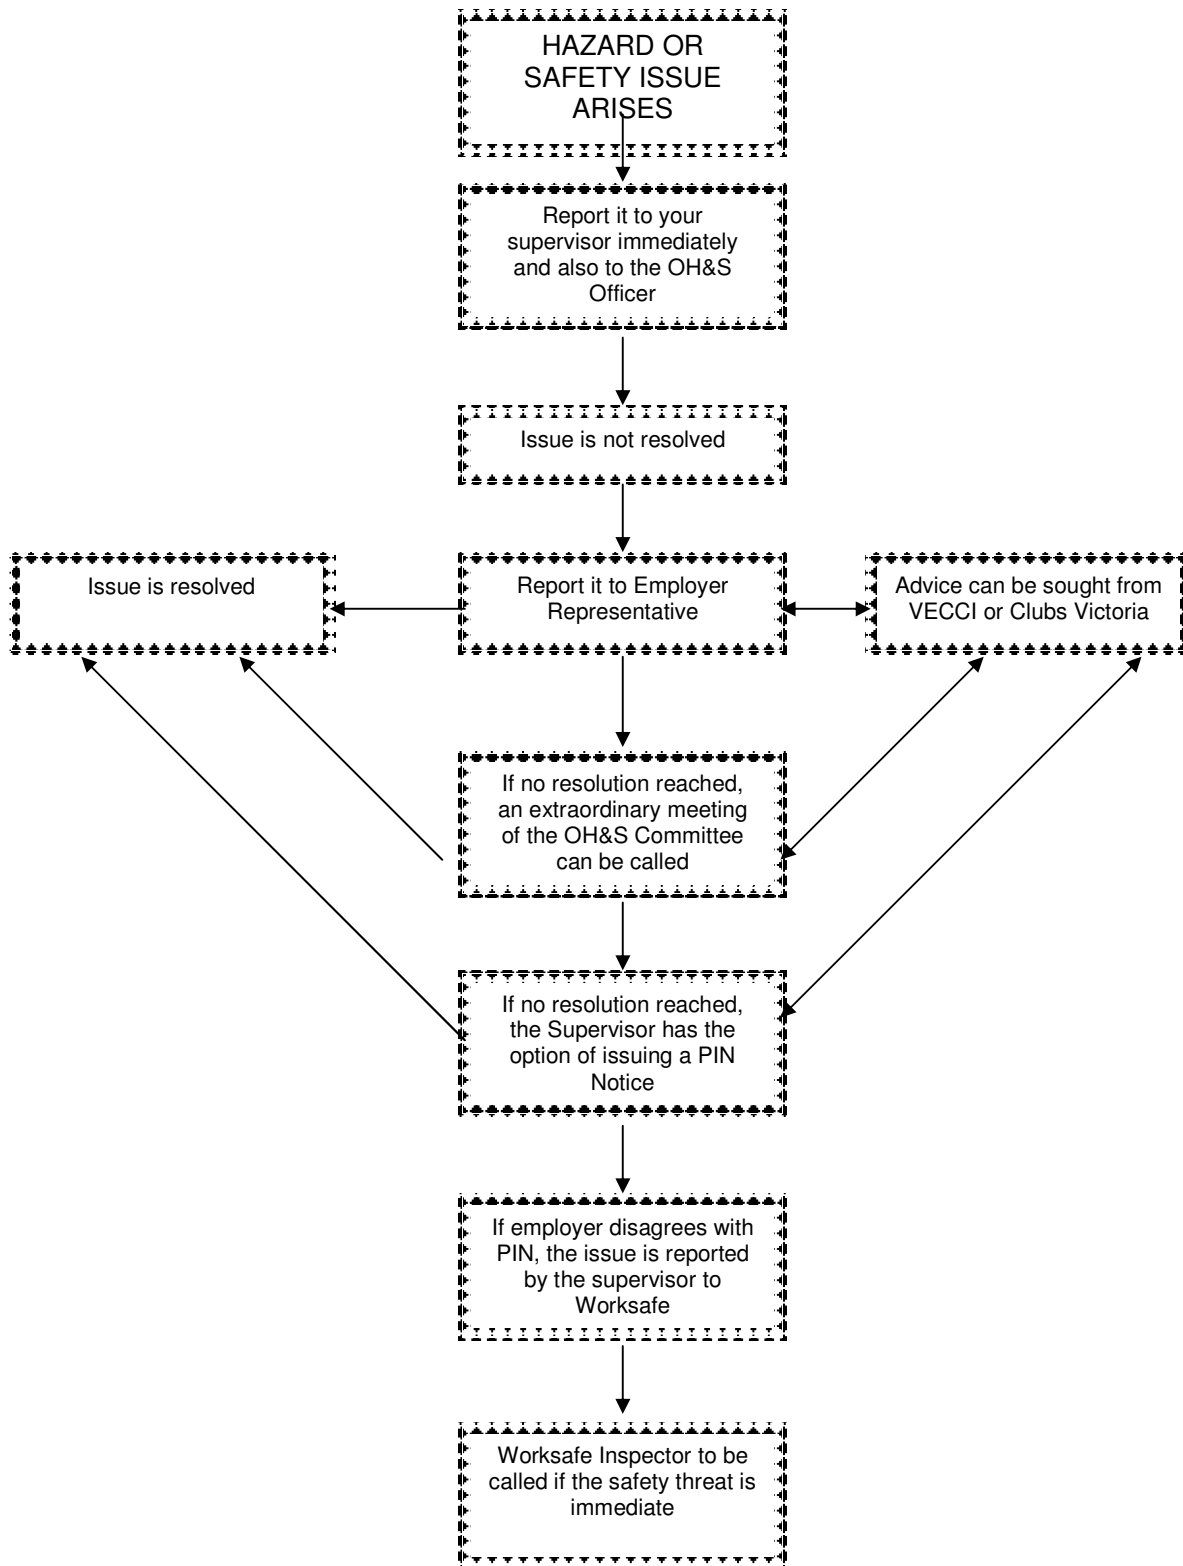 HAZARD OR
SAFETY ISSUE
ARISES
Report it to your
supervisor immediately
and also to the OH&S
Officer
Issue is not resolved
Issue is resolved
Report it to Employer
Representative
Advice can be sought from
VECCI or Clubs Victoria
If no resolution reached,
an extraordinary meeting
of the OH&S Committee
can be called
If no resolution reached,
the Supervisor has the
option of issuing a PIN
Notice
If employer disagrees with
PIN, the issue is reported
by the supervisor to
Worksafe
Worksafe Inspector to be
called if the safety threat is
immediate